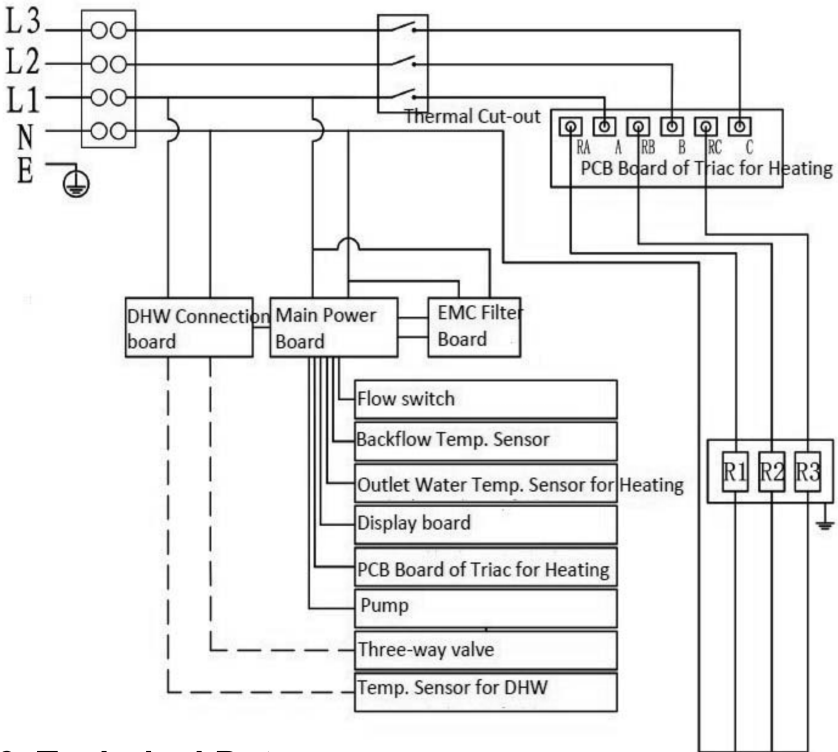 L3
L2
L1
N
E
Thermal Cut-out
RA A RB B RC C
PCB Board of Triac for Heating
DHW Connection
board
Main Power
Board
EMC Filter
Board
Flow switch
Backflow Temp. Sensor
Outlet Water Temp. Sensor for Heating
Display board
PCB Board of Triac for Heating
Pump
Three-way valve
Temp. Sensor for DHW
R1 R2 R3